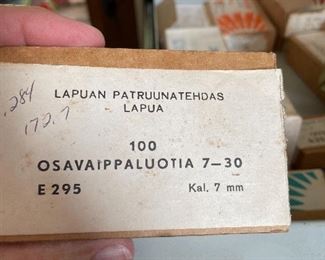 .284
172.7
LAPUAN PATRUUNATEHDAS
LAPUA
100
OSAVAIPPALUOTIA 7—30
E 295 Kal. 7 mm